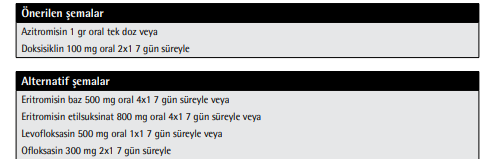 Önerilen şemalar
Azitromisin 1 gr oral tek doz veya
Doksisiklin 100 mg oral 2x1 7 gün süreyle
Alternatif şemalar
Eritromisin baz 500 mg oral 4x1 7 gün süreyle veya
Eritromisin etilsuksinat 800 mg oral 4x1 7 gün süreyle veya
Levofloksasin 500 mg oral 1x1 7 gün süreyle veya
Ofloksasin 300 mg 2x1 7 gün süreyle